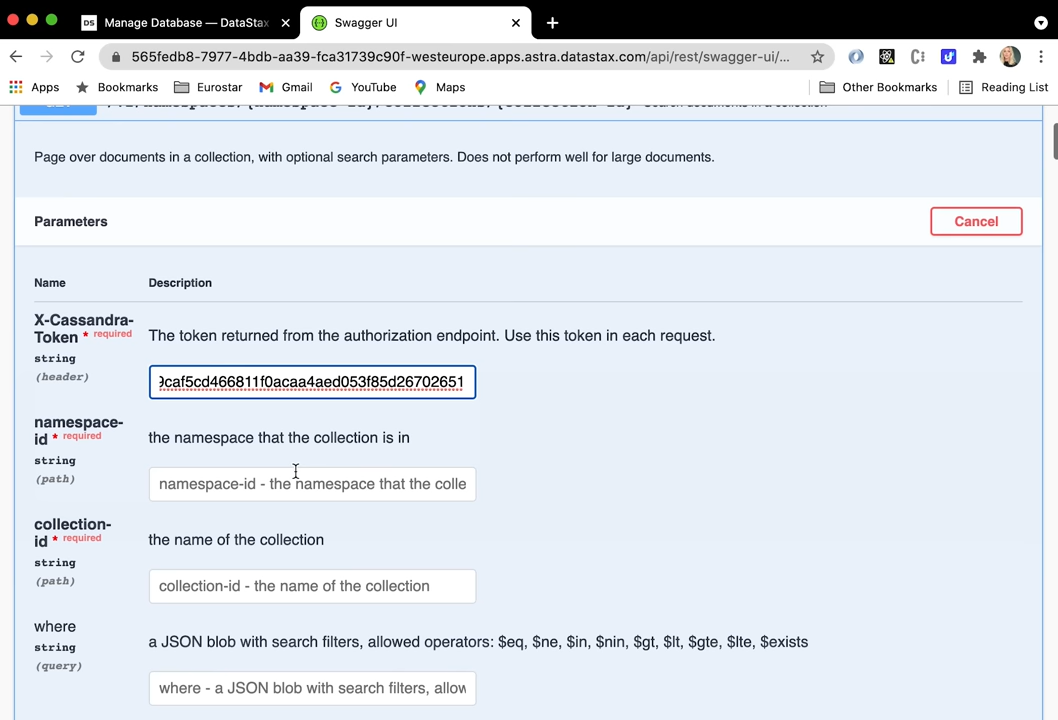 DS Manage Database — DataStax
Swagger UI
565fedb8-7977-4bdb-aa39-fca31739c90f-westeurope.apps.astra.datastax.com/api/rest/swagger-ui/...
Apps
Bookmarks
Eurostar
Gmail
YouTube
Maps
Other Bookmarks
Reading List
Page over documents in a collection, with optional search parameters. Does not perform well for large documents.
Parameters
Cancel
Name Description
X-Cassandra-
Token * required
string
(header)
The token returned from the authorization endpoint. Use this token in each request.
caf5cd466811f0acaa4aed053f85d26702651
namespace-
id * required
string
(path)
the namespace that the collection is in
namespace-id - the namespace that the colle
collection-
id * required
string
(path)
the name of the collection
collection-id - the name of the collection
where
string
(query)
a JSON blob with search filters, allowed operators: $eq, $ne, $in, $nin, $gt, $lt, $gte, $lte, $exists
where - a JSON blob with search filters, allow